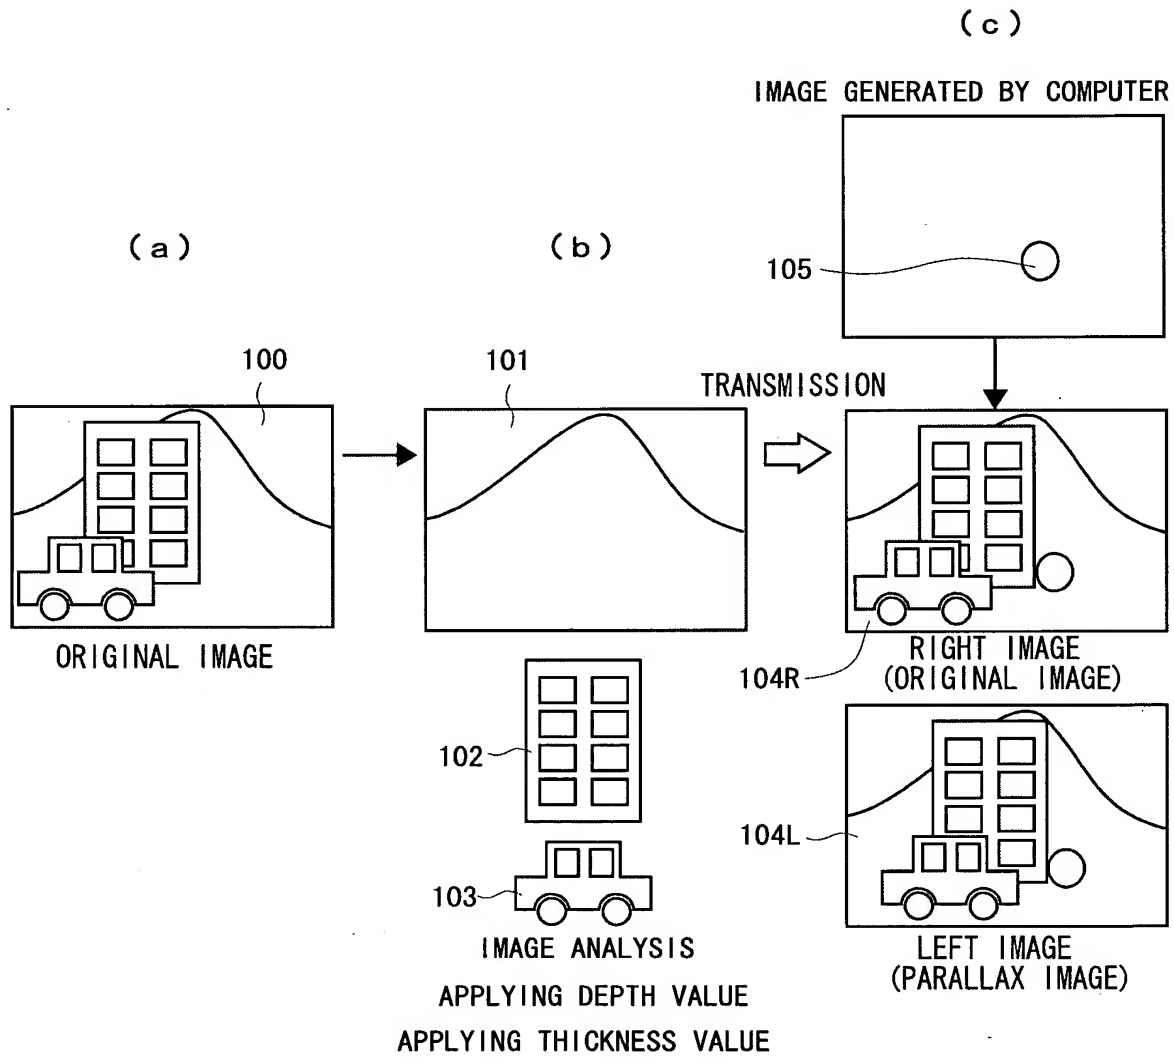 (c)
IMAGE GENERATED BY COMPUTER
105
(a)
(b)
100
101
TRANSMISSION
ORIGINAL IMAGE
104R
RIGHT IMAGE
(ORIGINAL IMAGE)
102
104L
103
IMAGE ANALYSIS
APPLYING DEPTH VALUE
APPLYING THICKNESS VALUE
LEFT IMAGE
(PARALLAX IMAGE)